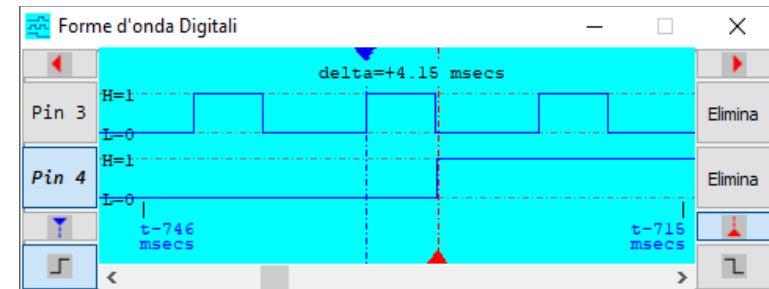 Forme d'onda Digitali
delta=+4.15 msecs
Pin 3
H=1
L=0
Elimina
Pin 4
H=1
L=0
Elimina
t-746
msecs
t-715
msecs